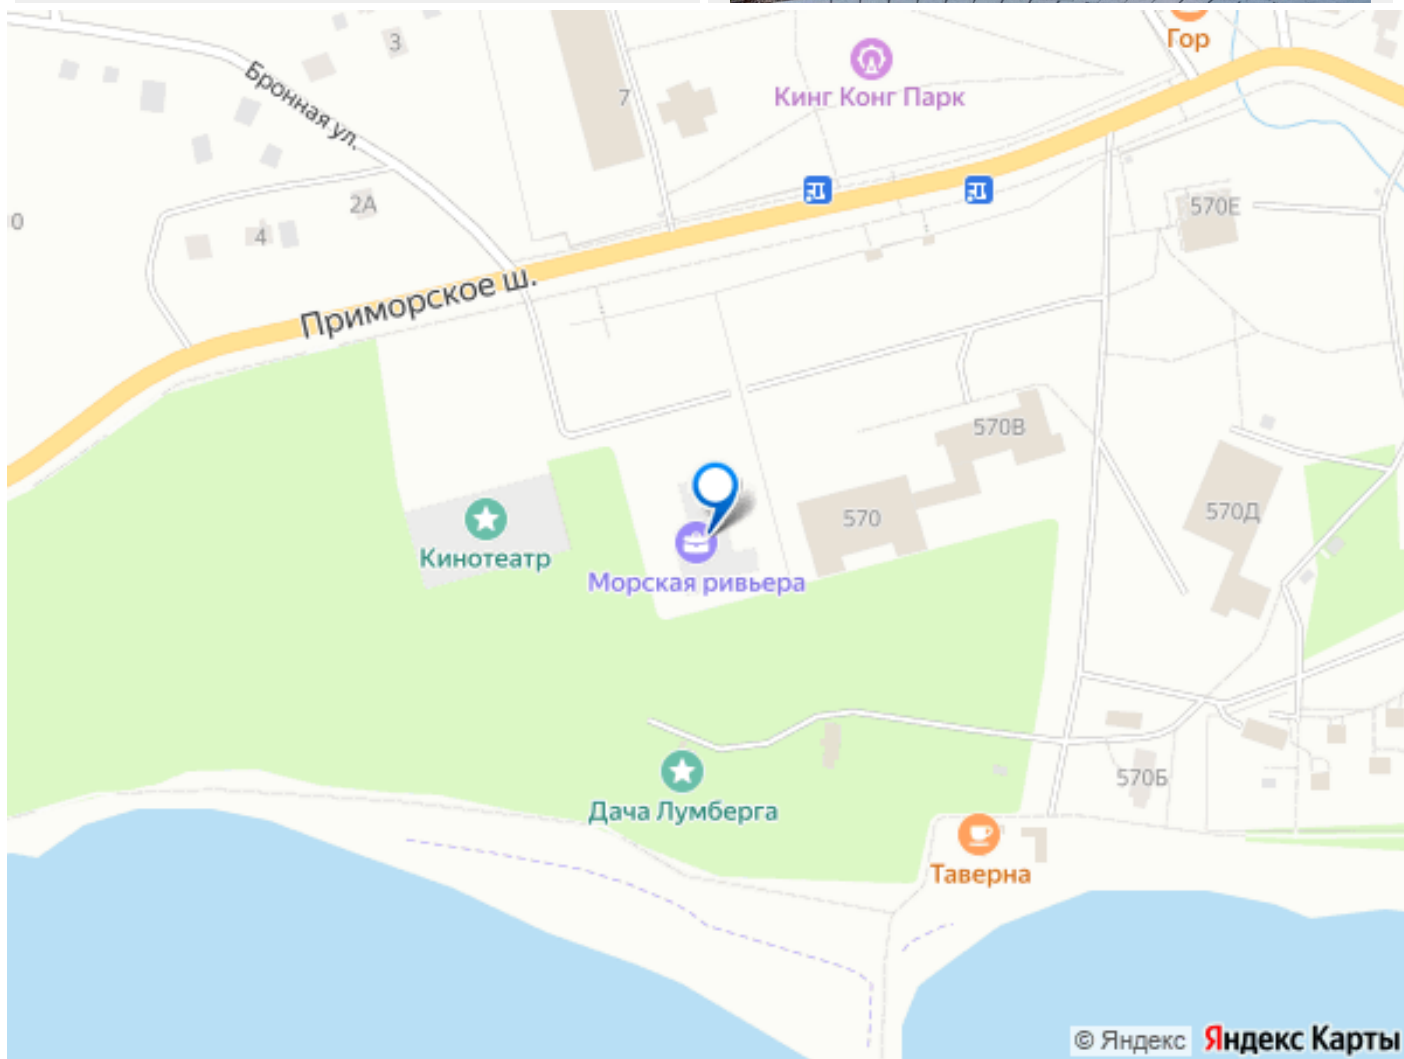 Гор
3
Бронная ул.
7
Кинг Конг Парк
2А
4
0
570Е
Приморское ш.
570В
570
570Д
Кинотеатр
Морская ривьера
570Б
Дача Лумберга
Таверна
© Яндекс Яндекс Карты